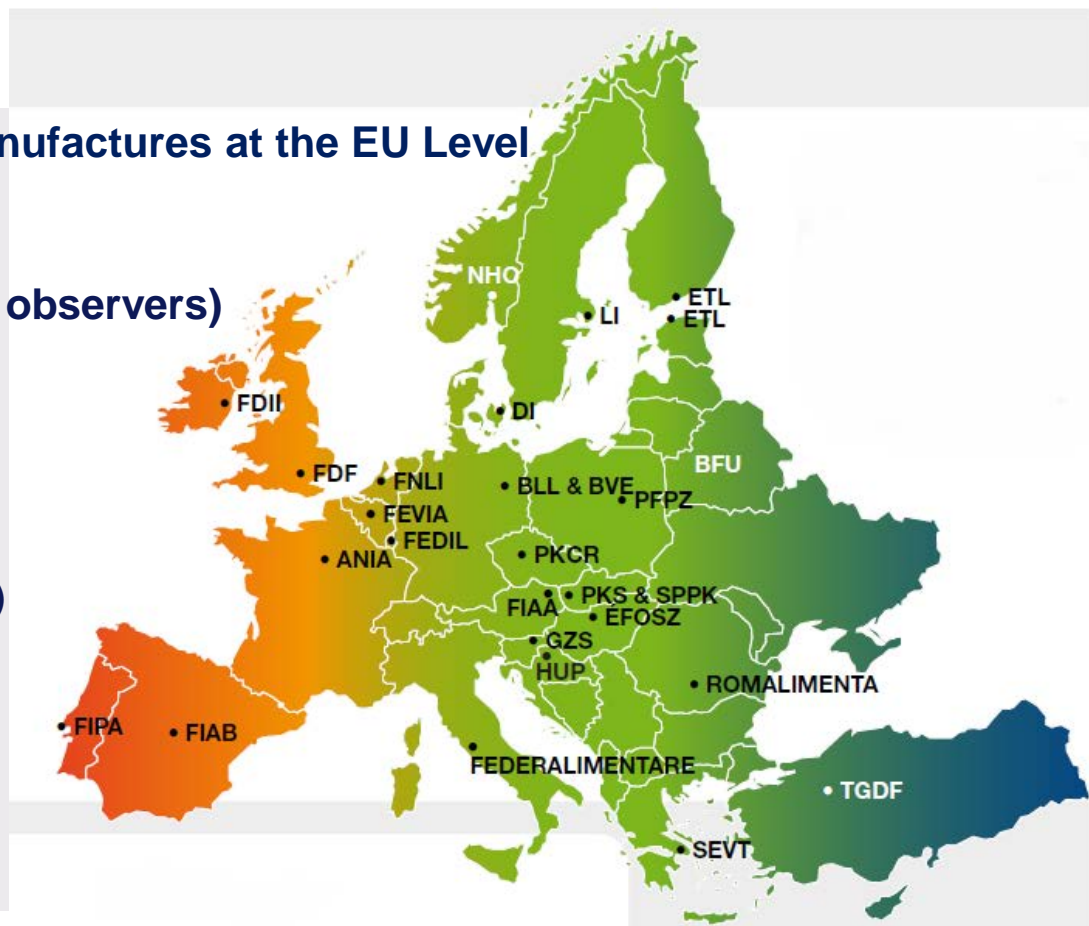 nufactures at the EU Level
observers)
)
NHO
LI
ETL
ETL
FDII
DI
BFU
FDF
FNLI
BLL & BVE
PFPZ
FEVIA
FEDIL
ANIA
PKCR
FIAA
PKS & SPPK
ÉFOSZ
GZS
HUP
ROMALIMENTA
FIPA
FIAB
FEDERALIMENTARE
TGDF
SEVT